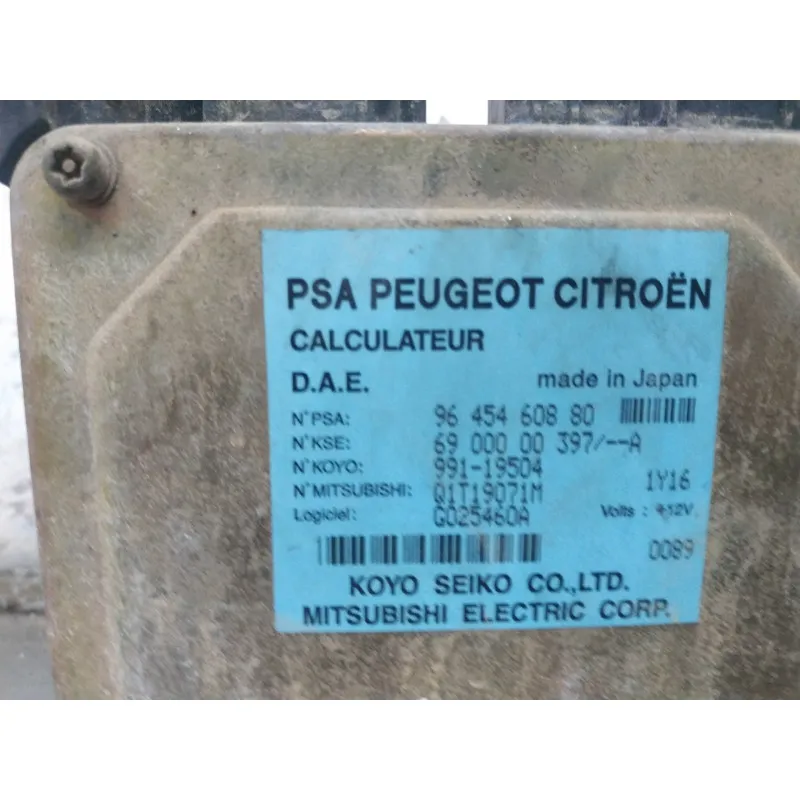 PSA PEUGEOT CITROËN
CALCULATEUR
D.A.E. made in Japan
N°PSA: 96 454 608 80
N°KSE: 69 000 00 397/--A
N°KOYO: 991-19504
N°MITSUBISHI: Q1T19071M 1Y16
Logiciel: G025460A Volts : +12V
0089
KOYO SEIKO CO.,LTD.
MITSUBISHI ELECTRIC CORP.